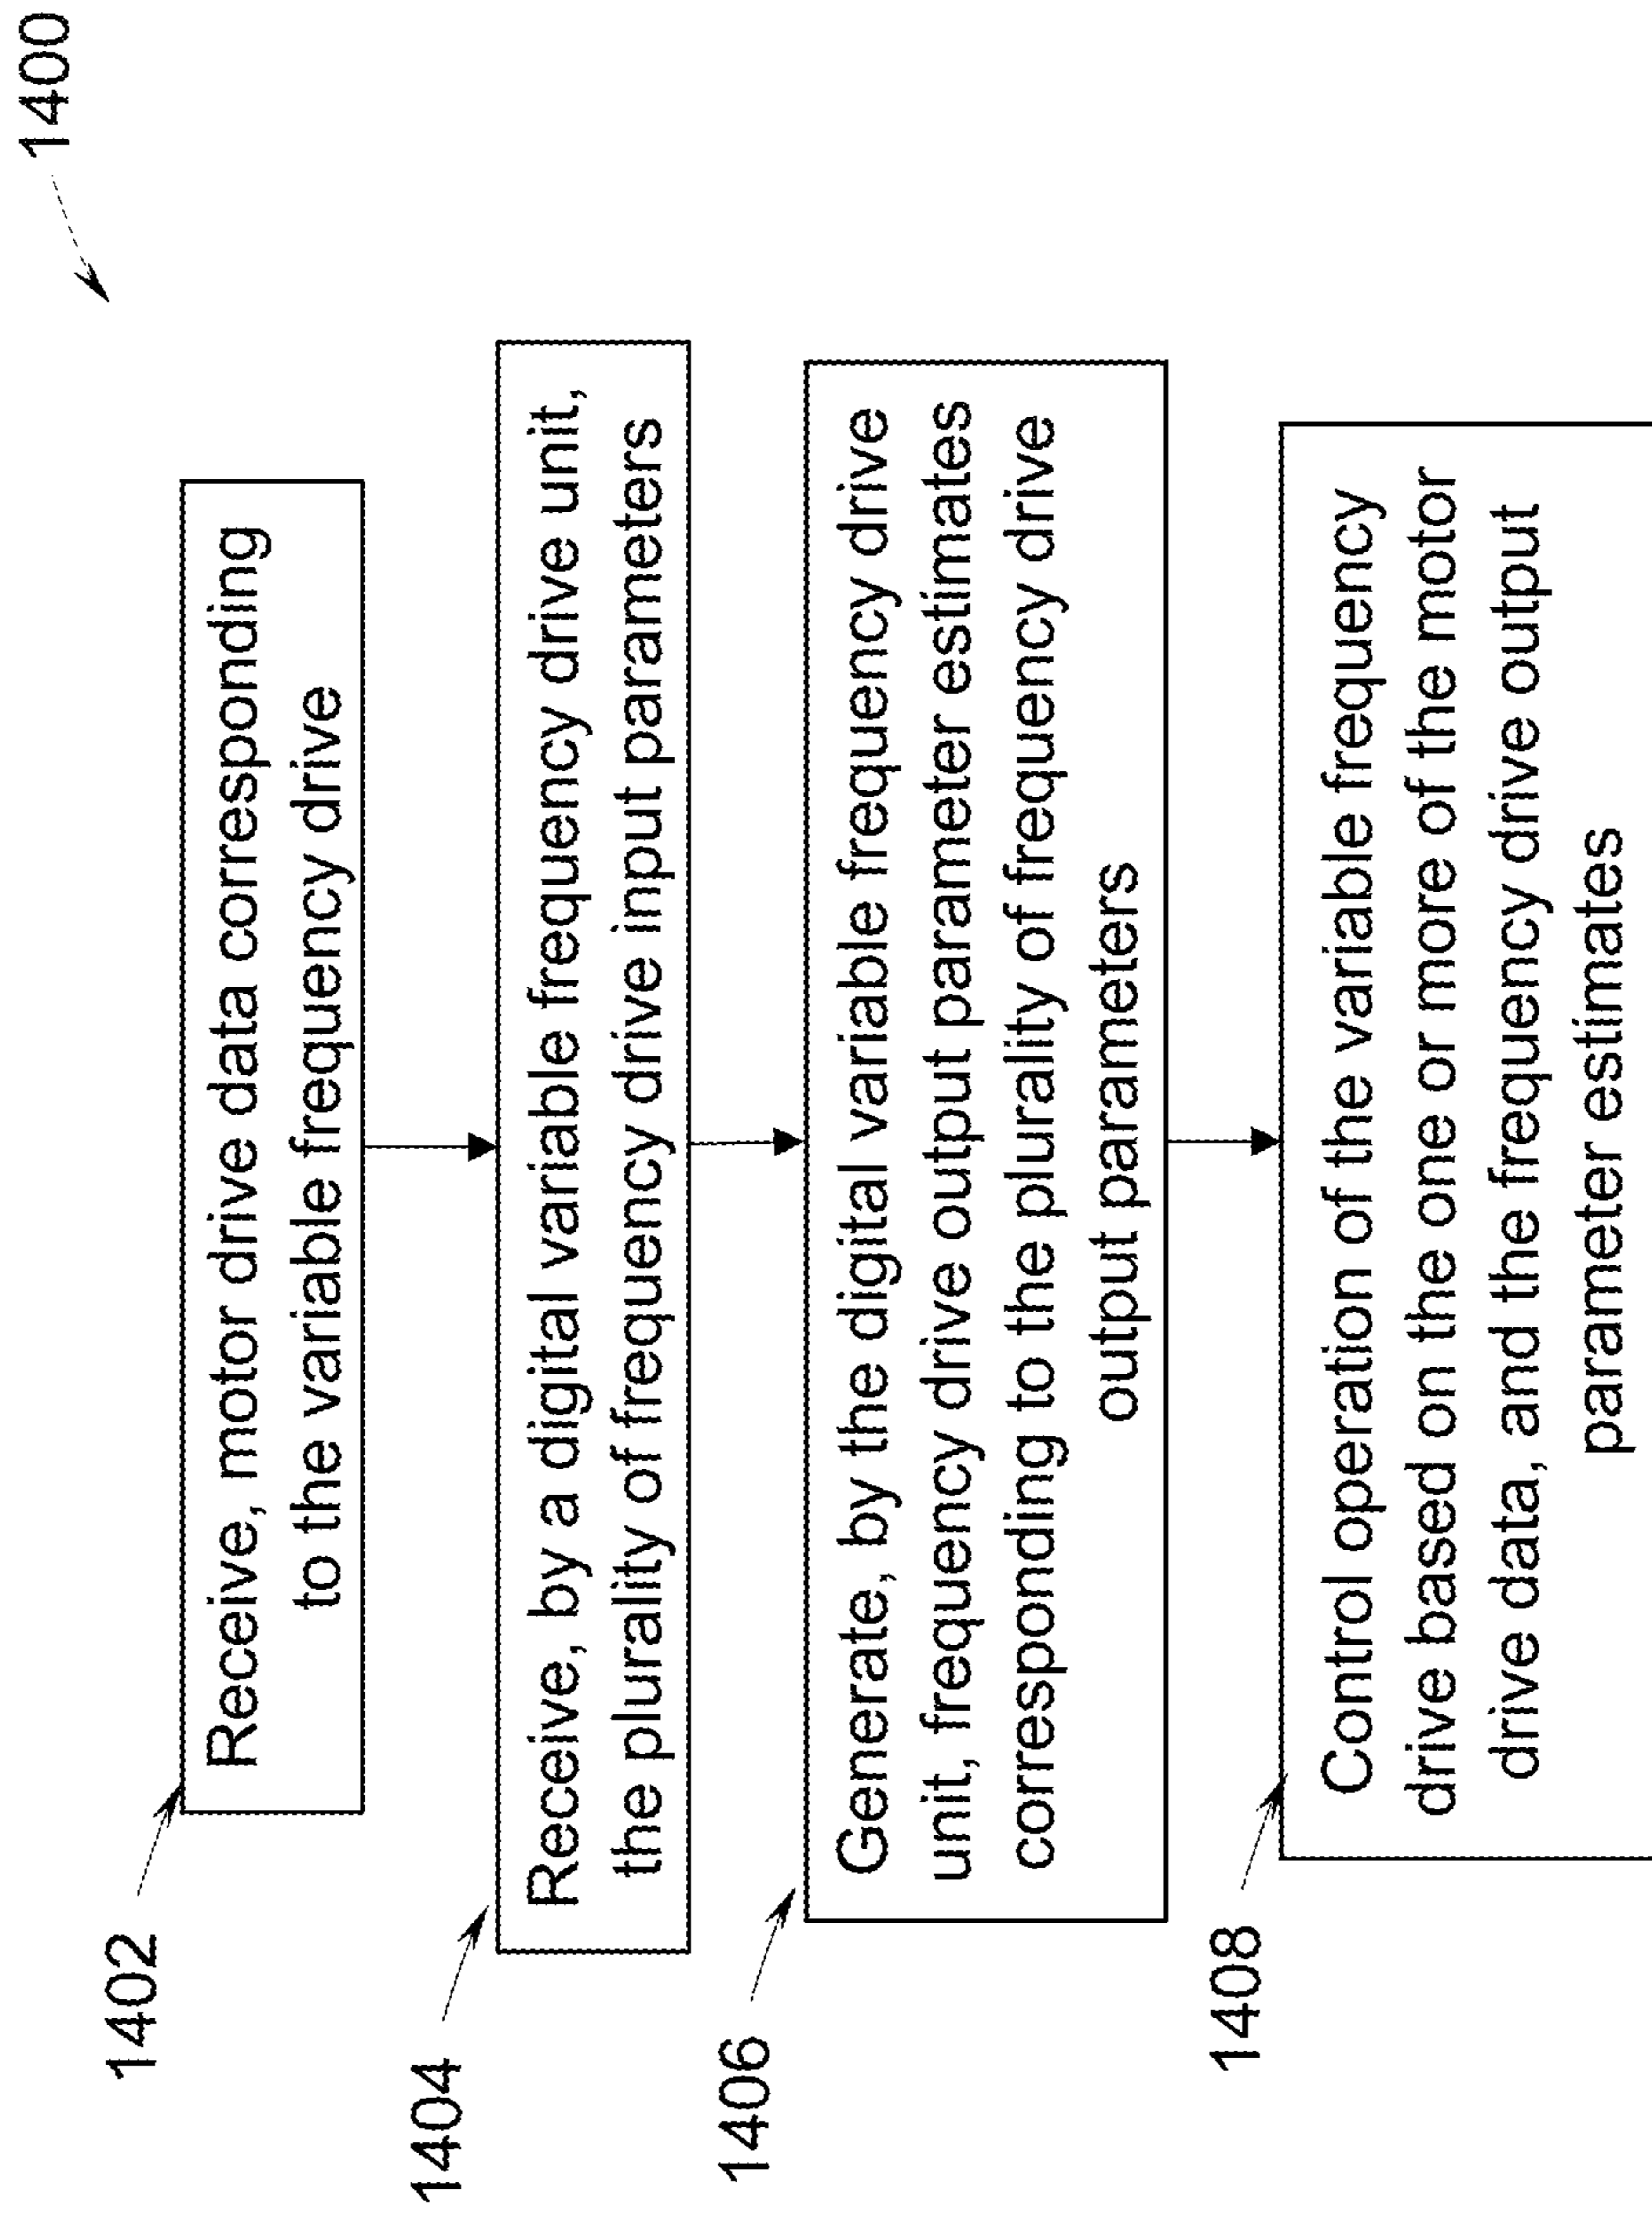 1400
1402
Receive, motor drive data corresponding
to the variable frequency drive
1404
Receive, by a digital variable frequency drive unit,
the plurality of frequency drive input parameters
1406
Generate, by the digital variable frequency drive
unit, frequency drive output parameter estimates
corresponding to the plurality of frequency drive
output parameters
1408
Control operation of the variable frequency
drive based on the one or more of the motor
drive data, and the frequency drive output
parameter estimates